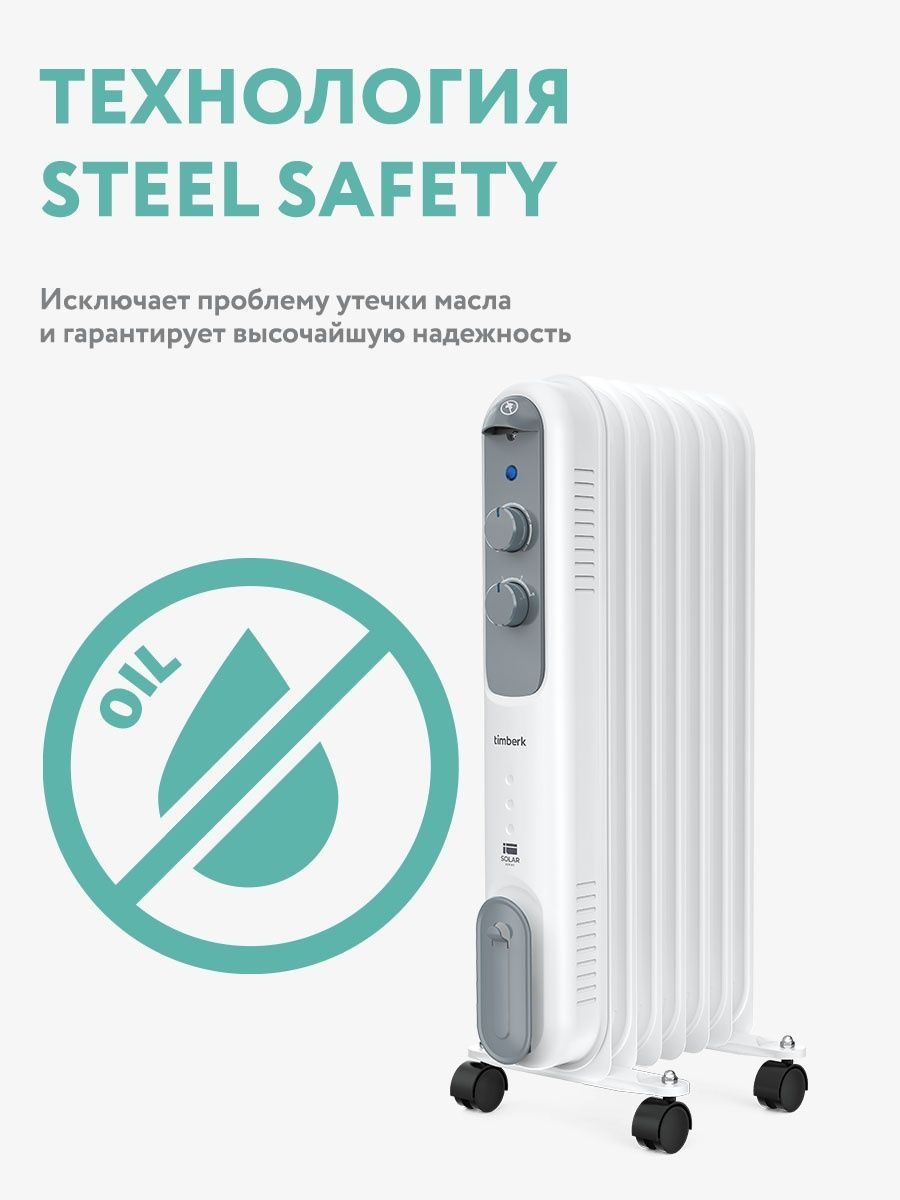 ТЕХНОЛОГИЯ
STEEL SAFETY
Исключает проблему утечки масла
и гарантирует высочайшую надежность
OIL
timberk
SOLAR